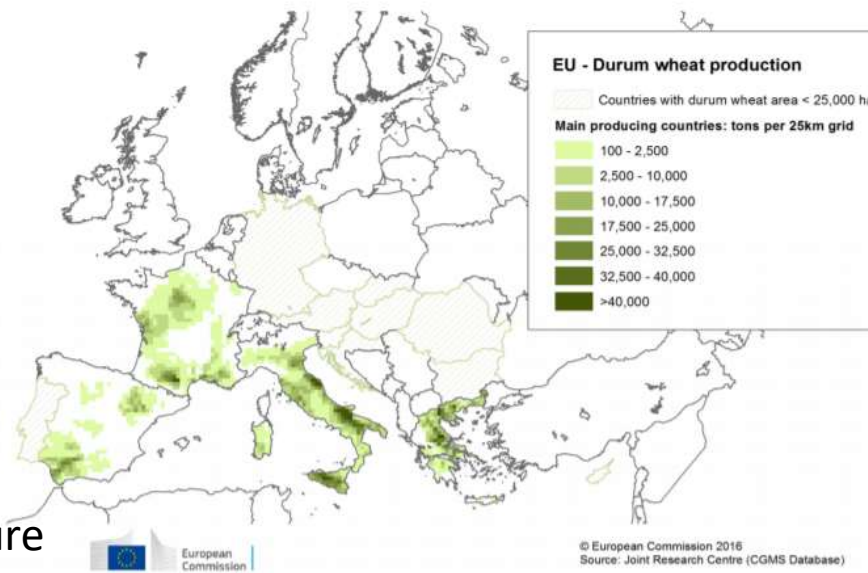 EU - Durum wheat production
Countries with durum wheat area < 25,000 h
Main producing countries: tons per 25km grid
100 - 2,500
2,500 - 10,000
10,000 - 17,500
17,500 - 25,000
25,000 - 32,500
32,500 - 40,000
>40,000
ure
European
Commission
© European Commission 2016
Source: Joint Research Centre (CGMS Database)